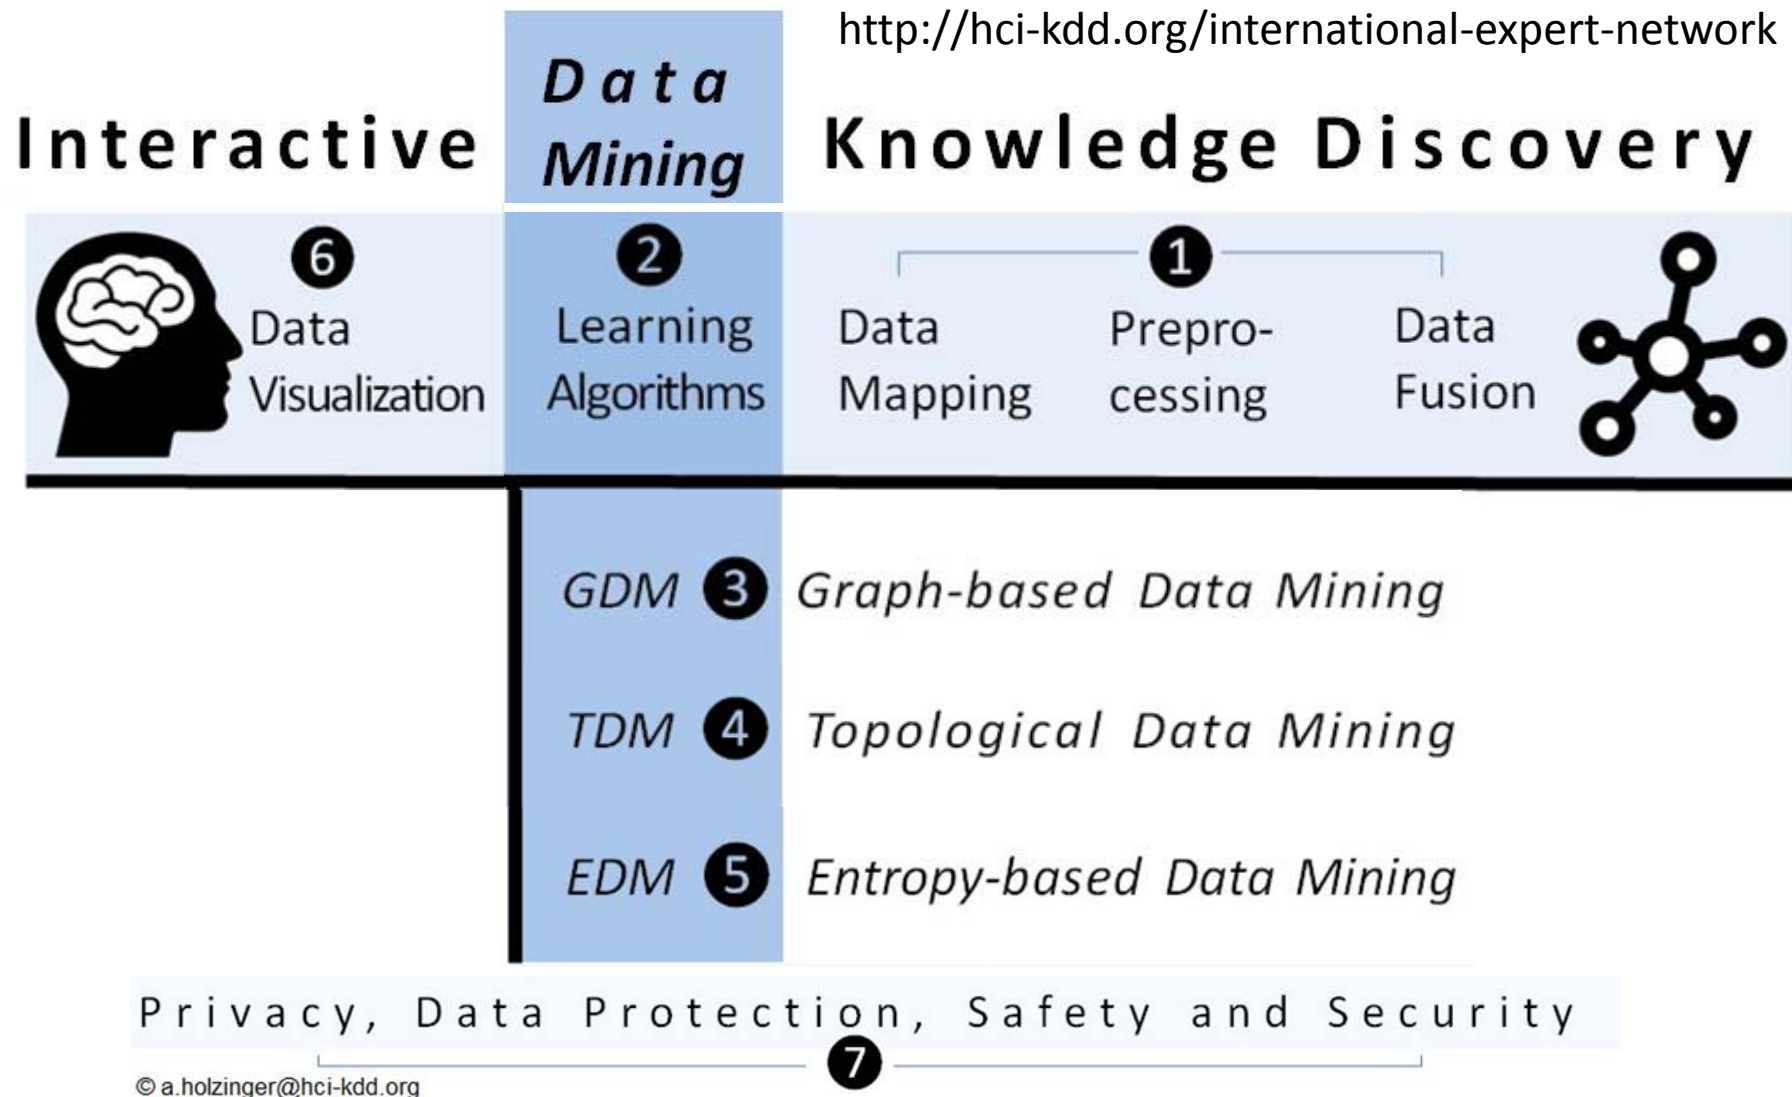 http://hci-kdd.org/international-expert-network
Data
Mining
Interactive
Knowledge Discovery
6
2
1
Data
Visualization
Learning
Algorithms
Data
Mapping
Prepro-
cessing
Data
Fusion
GDM 3 Graph-based Data Mining
TDM 4 Topological Data Mining
EDM 5 Entropy-based Data Mining
Privacy, Data Protection, Safety and Security
7
© a.holzinger@hci-kdd.org